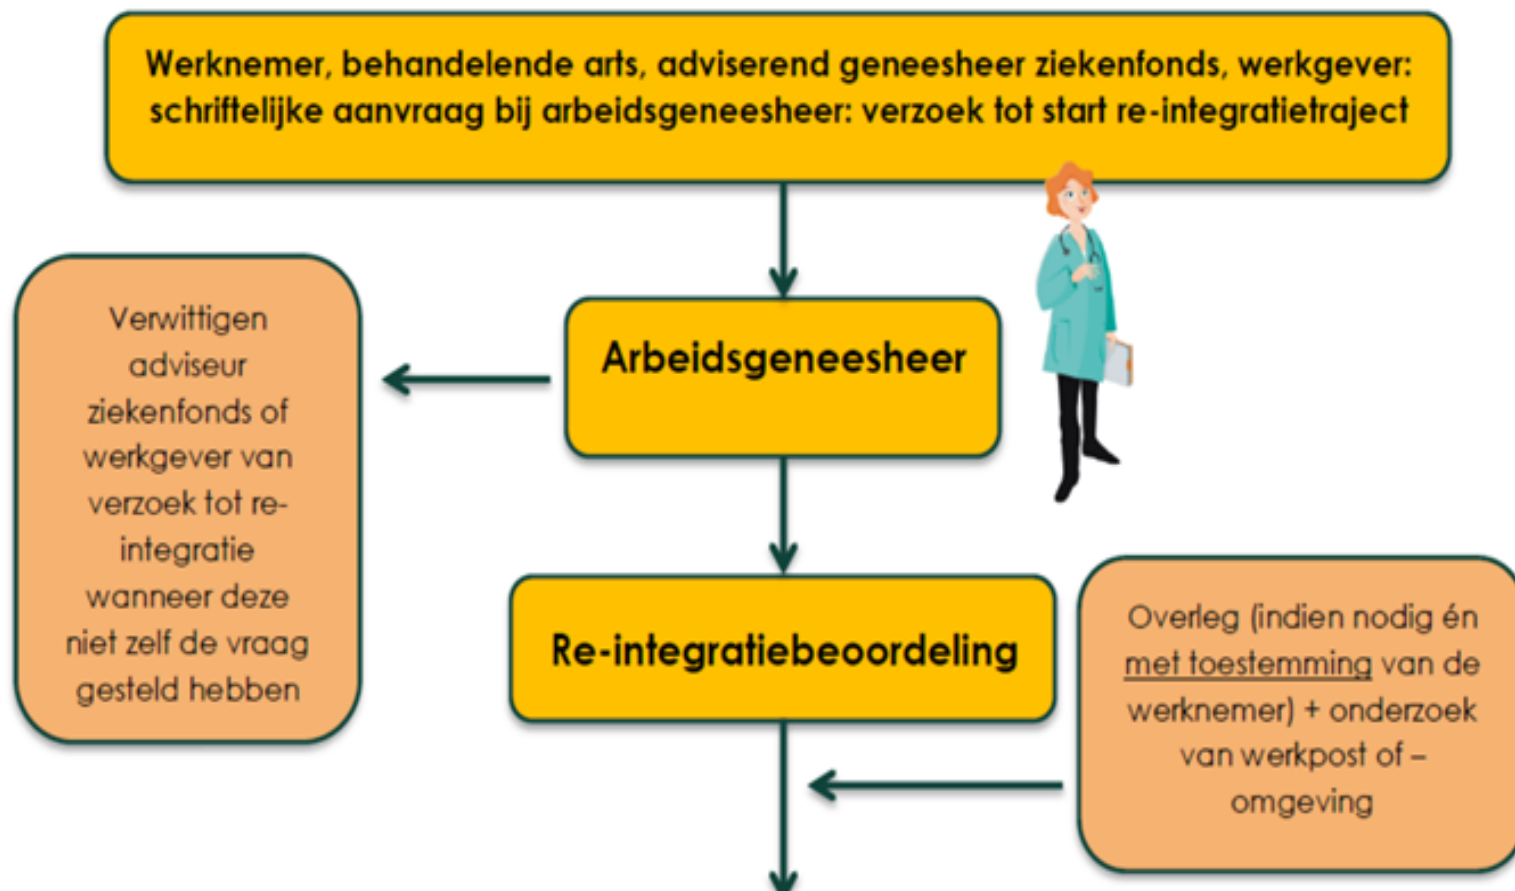 Werknemer, behandelende arts, adviserend geneesheer ziekenfonds, werkgever:
schriftelijke aanvraag bij arbeidsgeneesheer: verzoek tot start re-integratietraject
Arbeidsgeneesheer
Verwittigen
adviseur
ziekenfonds of
werkgever van
verzoek tot re-
integratie
wanneer deze
niet zelf de vraag
gesteld hebben
Re-integratiebeoordeling
Overleg (indien nodig én
met toestemming van de
werknemer) + onderzoek
van werkpost of –
omgeving